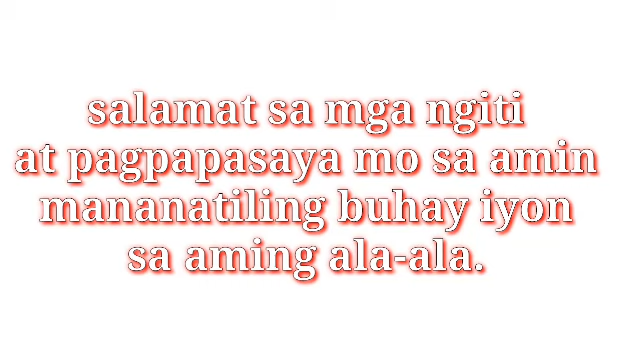 salamat sa mga ngiti
at pagpapasaya mo sa amin
mananatiling buhay iyon
sa aming ala-ala.